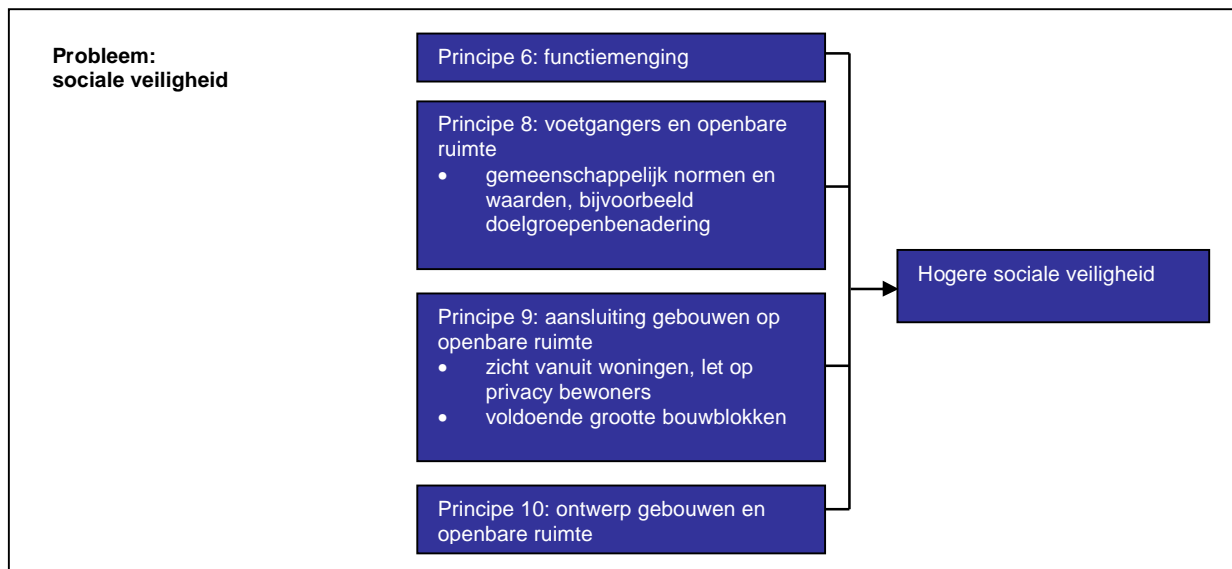 Probleem:
sociale veiligheid
Principe 6: functiemenging
Principe 8: voetgangers en openbare
ruimte
• gemeenschappelijk normen en
waarden, bijvoorbeeld
doelgroepenbenadering
Principe 9: aansluiting gebouwen op
openbare ruimte
• zicht vanuit woningen, let op
privacy bewoners
• voldoende grootte bouwblokken
Principe 10: ontwerp gebouwen en
openbare ruimte
Hogere sociale veiligheid